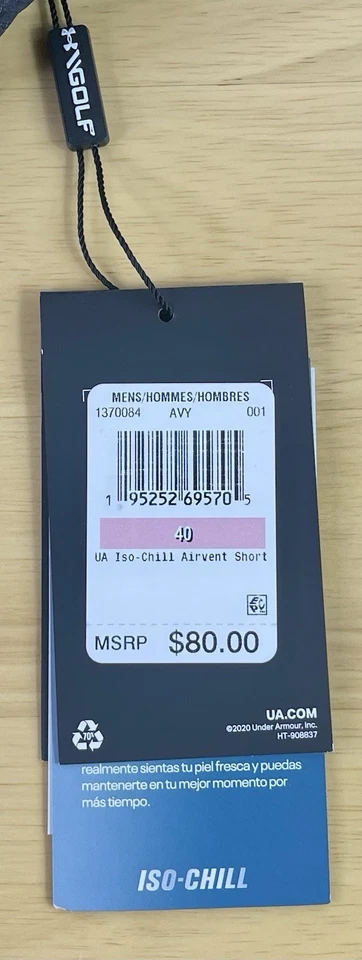 GOLF
MENS/HOMMES/HOMBRES
1370084 AVY 001
1 95252 69570 5
40
UA Iso-Chill Airvent Short
MSRP $80.00
UA.COM
©2020 Under Armour, Inc.
HT-908837
70%
realmente sientas tu piel fresca y puedas
mantenerte en tu mejor momento por
más tiempo.
ISO-CHILL